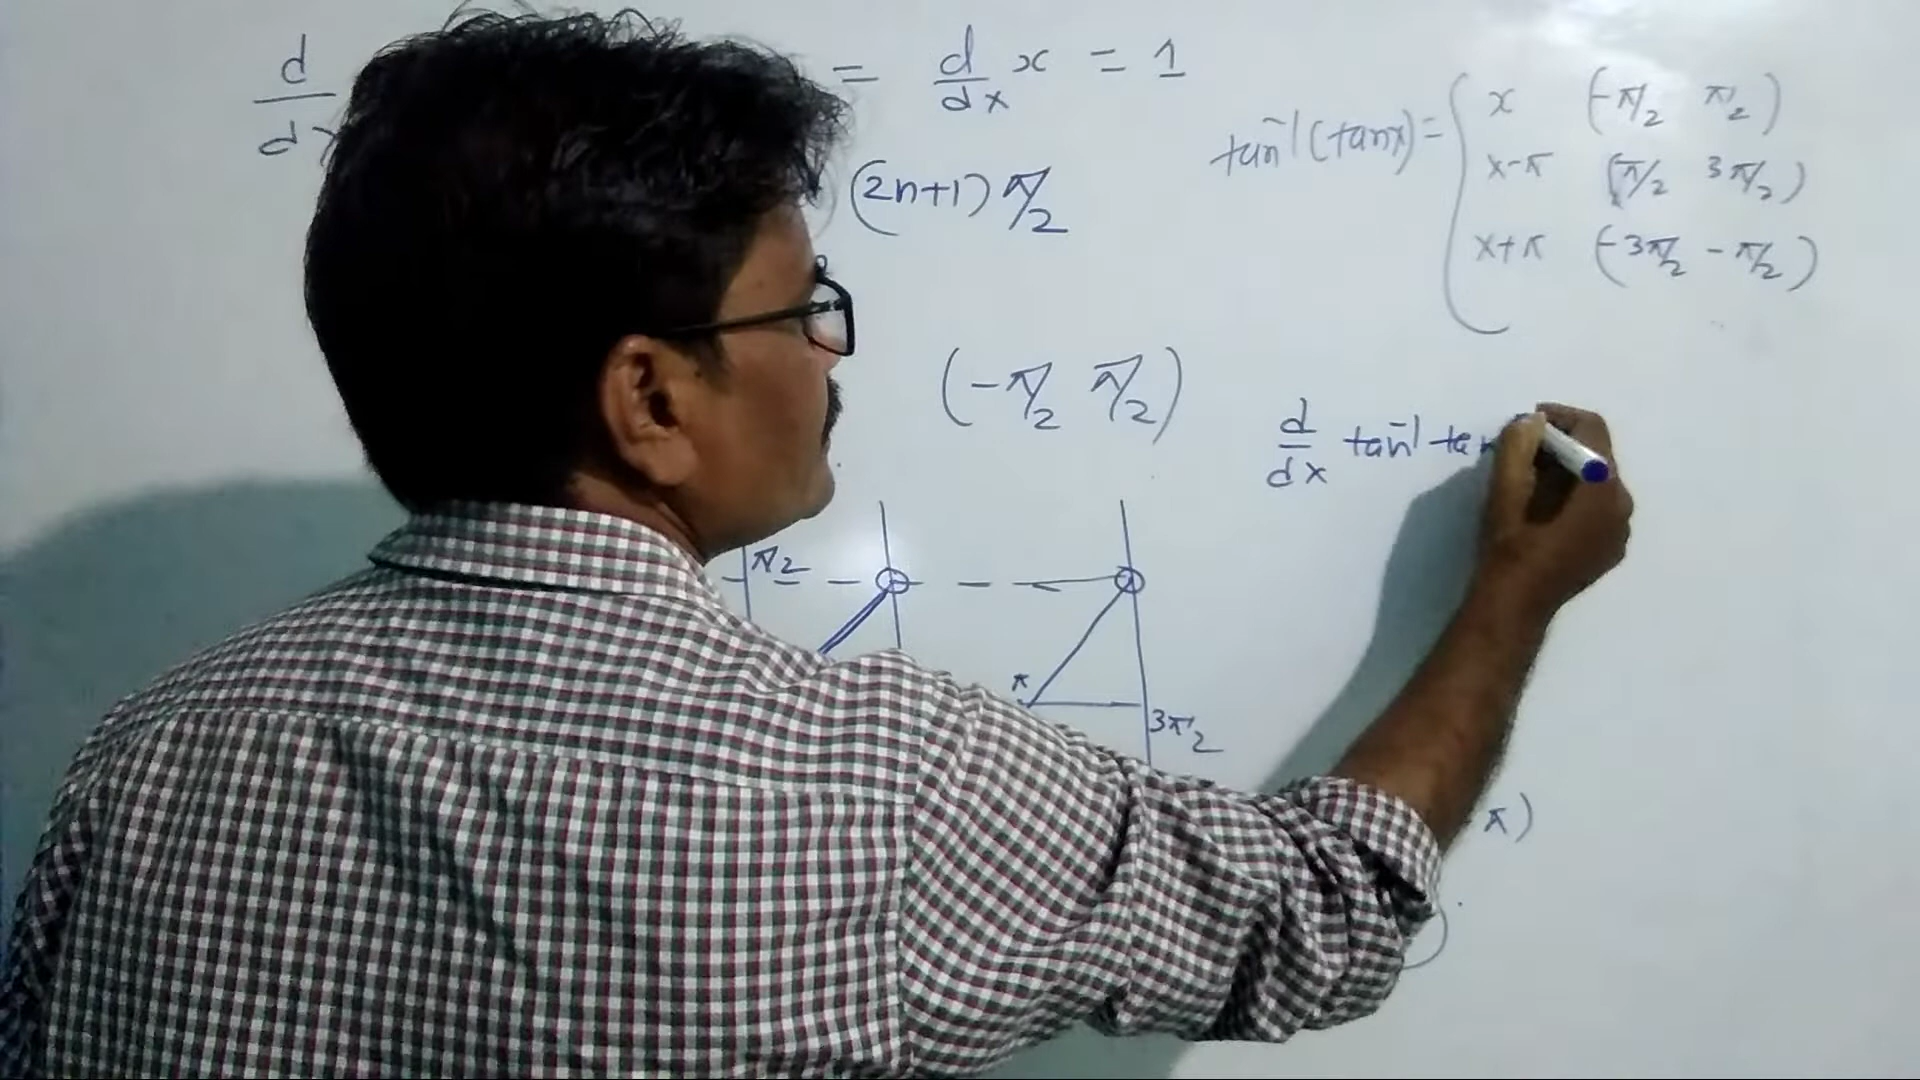 d/dx = d/dx x = 1
(2n+1) π/2
tan⁻¹(tanx) = { x (-π/2 π/2)
x-π (π/2 3π/2)
x+π (-3π/2 -π/2)
(-π/2 π/2)
d/dx tan⁻¹ tan
π/2
π
3π/2
π)